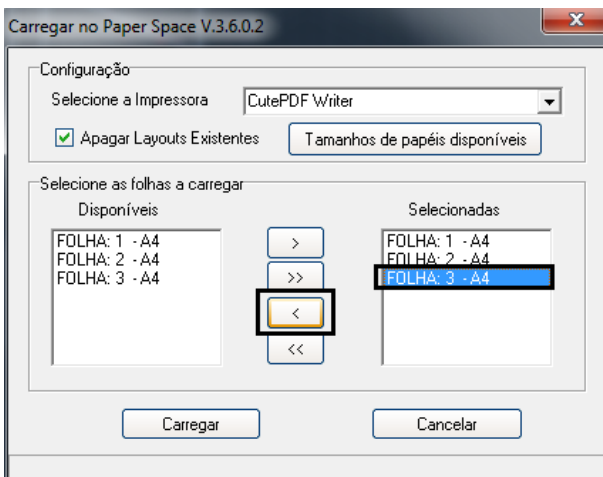 Carregar no Paper Space V.3.6.0.2
x
Configuração
Selecione a Impressora CutePDF Writer
Apagar Layouts Existentes Tamanhos de papéis disponíveis
Selecione as folhas a carregar
Disponíveis
FOLHA: 1 - A4
FOLHA: 2 - A4
FOLHA: 3 - A4
>
>>
<
<<
Selecionadas
FOLHA: 1 - A4
FOLHA: 2 - A4
FOLHA: 3 - A4
Carregar Cancelar